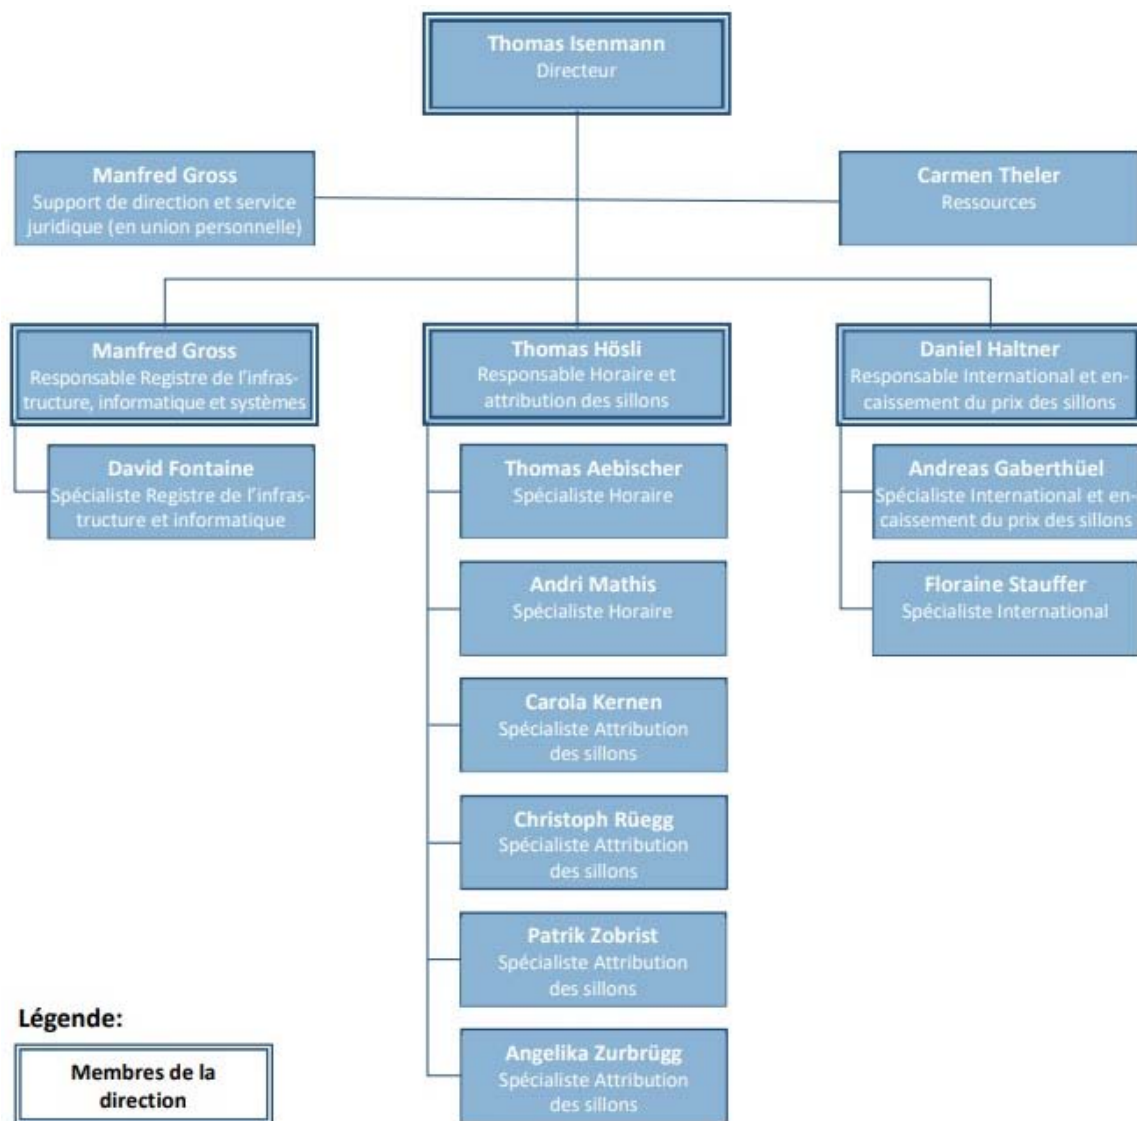 Thomas Isenmann
Directeur
Manfred Gross
Support de direction et service
juridique (en union personnelle)
Carmen Theler
Ressources
Manfred Gross
Responsable Registre de l'infras-
tructure, informatique et systèmes
David Fontaine
Spécialiste Registre de l'infras-
tructure et informatique
Thomas Hösli
Responsable Horaire et
attribution des sillons
Thomas Aebischer
Spécialiste Horaire
Andri Mathis
Spécialiste Horaire
Carola Kernen
Spécialiste Attribution
des sillons
Christoph Rüegg
Spécialiste Attribution
des sillons
Patrik Zobrist
Spécialiste Attribution
des sillons
Angelika Zurbrügg
Spécialiste Attribution
des sillons
Daniel Haltner
Responsable International et en-
caissement du prix des sillons
Andreas Gaberthüel
Spécialiste International et en-
caissement du prix des sillons
Floraine Stauffer
Spécialiste International
Légende:
Membres de la
direction